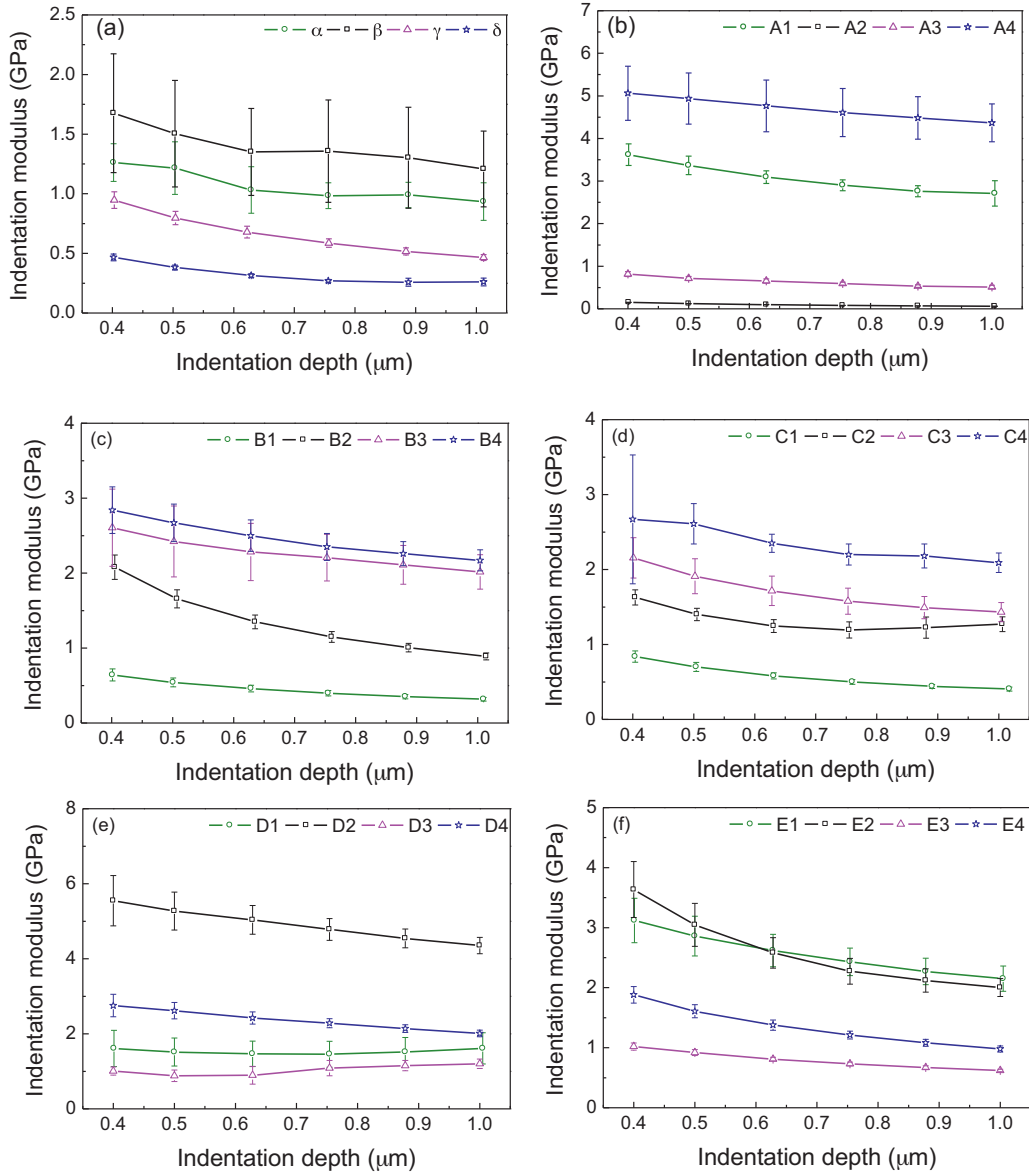 (a) α β γ δ
Indentation modulus (GPa)
2.5
2.0
1.5
1.0
0.5
0.0
0.4 0.5 0.6 0.7 0.8 0.9 1.0
Indentation depth (μm)
(b) A1 A2 A3 A4
Indentation modulus (GPa)
7
6
5
4
3
2
1
0
0.4 0.5 0.6 0.7 0.8 0.9 1.0
Indentation depth (μm)
(c) B1 B2 B3 B4
Indentation modulus (GPa)
4
3
2
1
0
0.4 0.5 0.6 0.7 0.8 0.9 1.0
Indentation depth (μm)
(d) C1 C2 C3 C4
Indentation modulus (GPa)
4
3
2
1
0
0.4 0.5 0.6 0.7 0.8 0.9 1.0
Indentation depth (μm)
(e) D1 D2 D3 D4
Indentation modulus (GPa)
8
6
4
2
0
0.4 0.5 0.6 0.7 0.8 0.9 1.0
Indentation depth (μm)
(f) E1 E2 E3 E4
Indentation modulus (GPa)
5
4
3
2
1
0
0.4 0.5 0.6 0.7 0.8 0.9 1.0
Indentation depth (μm)